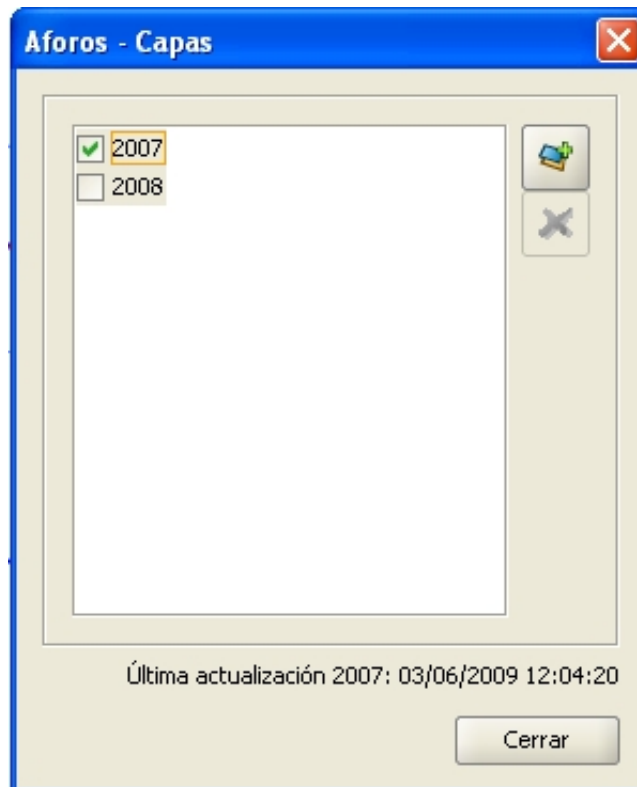 Aforos - Capas
2007
2008
Última actualización 2007: 03/06/2009 12:04:20
Cerrar